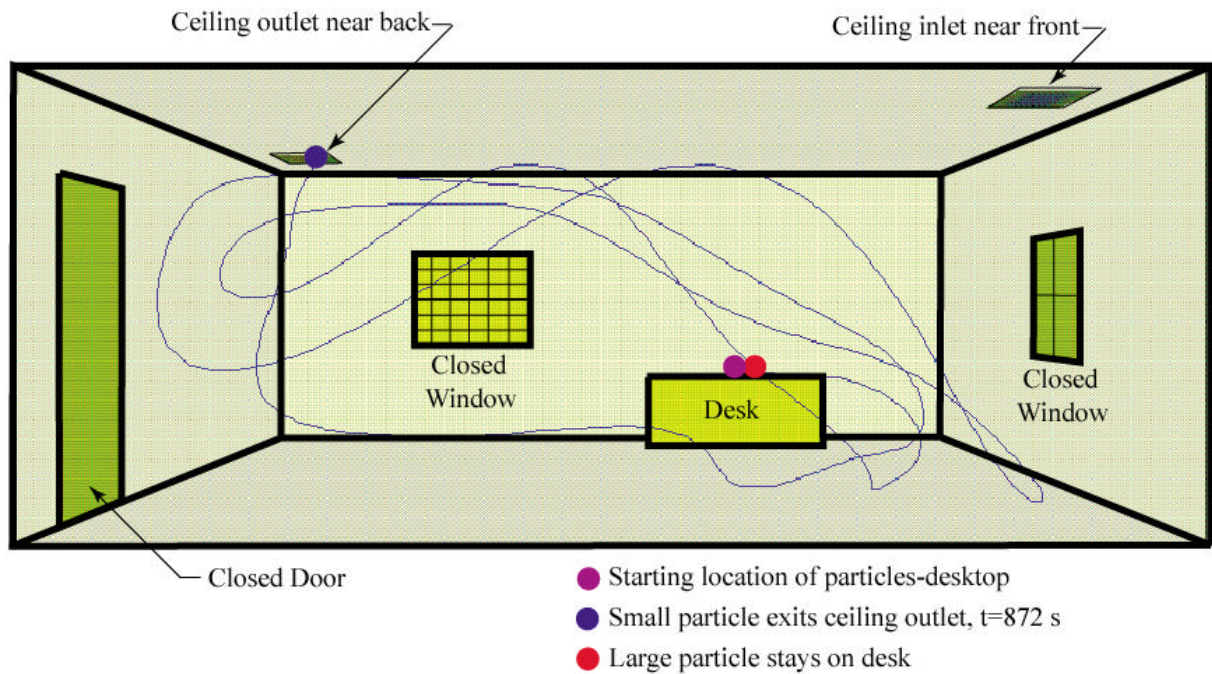 Ceiling outlet near back
Ceiling inlet near front
Closed
Window
Desk
Closed
Window
Closed Door
Starting location of particles-desktop
Small particle exits ceiling outlet, t=872 s
Large particle stays on desk